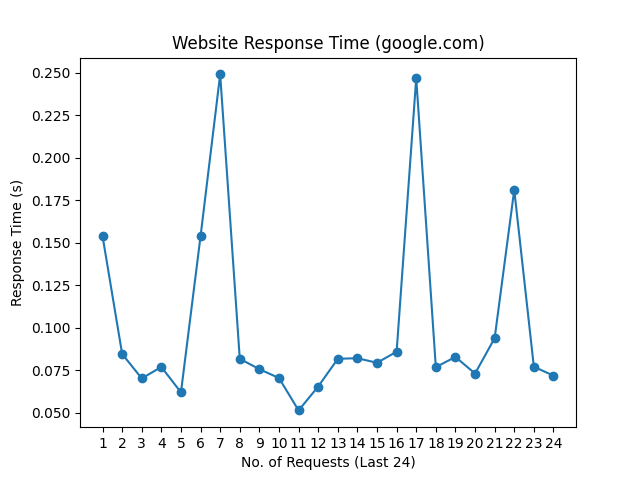 Website Response Time (google.com)
0.250
0.225
0.200
0.175
0.150
0.125
0.100
0.075
0.050
Response Time (s)
1 2 3 4 5 6 7 8 9 10 11 12 13 14 15 16 17 18 19 20 21 22 23 24
No. of Requests (Last 24)